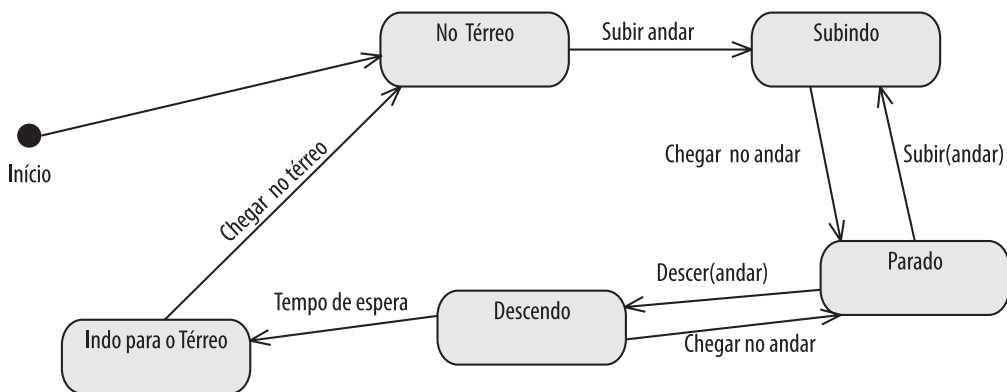 No Térreo
Subir andar
Subindo
Início
Chegar no térreo
Chegar no andar
Subir(andar)
Parado
Descer(andar)
Tempo de espera
Descendo
Indo para o Térreo
Chegar no andar